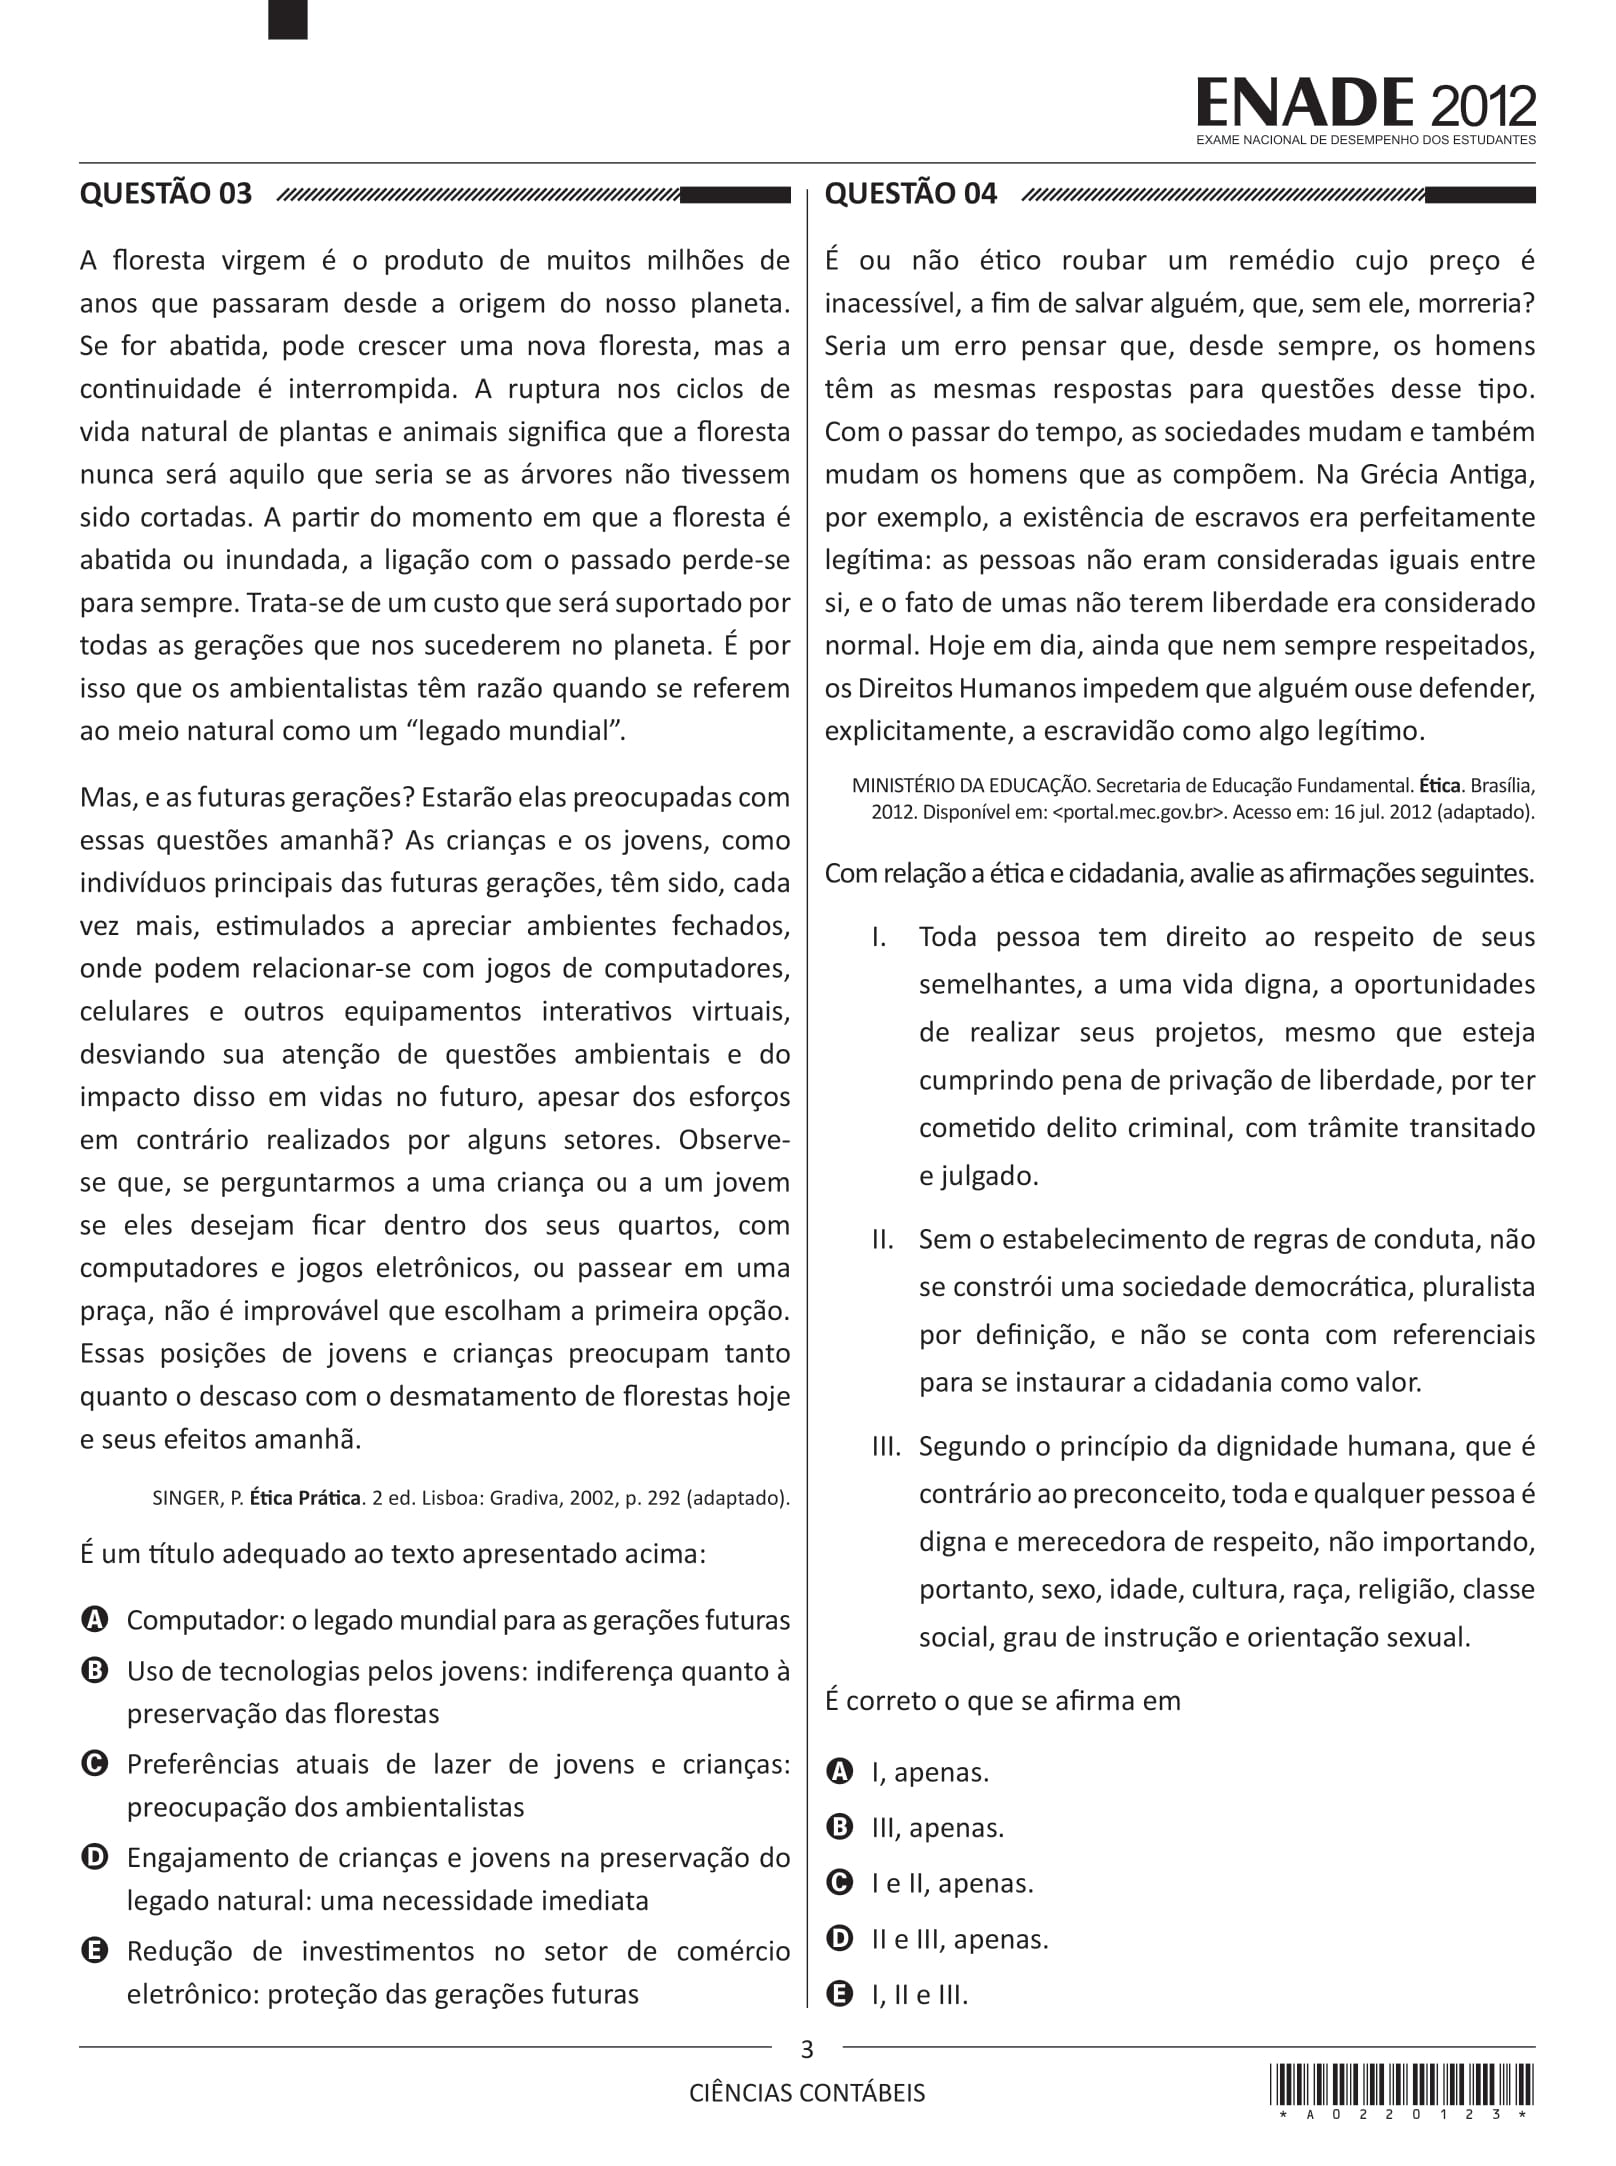 ENADE 2012
EXAME NACIONAL DE DESEMPENHO DOS ESTUDANTES
QUESTÃO 03
A floresta virgem é o produto de muitos milhões de
anos que passaram desde a origem do nosso planeta.
Se for abatida, pode crescer uma nova floresta, mas a
continuidade é interrompida. A ruptura nos ciclos de
vida natural de plantas e animais significa que a floresta
nunca será aquilo que seria se as árvores não tivessem
sido cortadas. A partir do momento em que a floresta é
abatida ou inundada, a ligação com o passado perde-se
para sempre. Trata-se de um custo que será suportado por
todas as gerações que nos sucederem no planeta. É por
isso que os ambientalistas têm razão quando se referem
ao meio natural como um “legado mundial”.
Mas, e as futuras gerações? Estarão elas preocupadas com
essas questões amanhã? As crianças e os jovens, como
indivíduos principais das futuras gerações, têm sido, cada
vez mais, estimulados a apreciar ambientes fechados,
onde podem relacionar-se com jogos de computadores,
celulares e outros equipamentos interativos virtuais,
desviando sua atenção de questões ambientais e do
impacto disso em vidas no futuro, apesar dos esforços
em contrário realizados por alguns setores. Observe-
se que, se perguntarmos a uma criança ou a um jovem
se eles desejam ficar dentro dos seus quartos, com
computadores e jogos eletrônicos, ou passear em uma
praça, não é improvável que escolham a primeira opção.
Essas posições de jovens e crianças preocupam tanto
quanto o descaso com o desmatamento de florestas hoje
e seus efeitos amanhã.
SINGER, P. Ética Prática. 2 ed. Lisboa: Gradiva, 2002, p. 292 (adaptado).
É um título adequado ao texto apresentado acima:
A Computador: o legado mundial para as gerações futuras
B Uso de tecnologias pelos jovens: indiferença quanto à
preservação das florestas
C Preferências atuais de lazer de jovens e crianças:
preocupação dos ambientalistas
D Engajamento de crianças e jovens na preservação do
legado natural: uma necessidade imediata
E Redução de investimentos no setor de comércio
eletrônico: proteção das gerações futuras
QUESTÃO 04
É ou não ético roubar um remédio cujo preço é
inacessível, a fim de salvar alguém, que, sem ele, morreria?
Seria um erro pensar que, desde sempre, os homens
têm as mesmas respostas para questões desse tipo.
Com o passar do tempo, as sociedades mudam e também
mudam os homens que as compõem. Na Grécia Antiga,
por exemplo, a existência de escravos era perfeitamente
legítima: as pessoas não eram consideradas iguais entre
si, e o fato de umas não terem liberdade era considerado
normal. Hoje em dia, ainda que nem sempre respeitados,
os Direitos Humanos impedem que alguém ouse defender,
explicitamente, a escravidão como algo legítimo.
MINISTÉRIO DA EDUCAÇÃO. Secretaria de Educação Fundamental. Ética. Brasília,
2012. Disponível em: <portal.mec.gov.br>. Acesso em: 16 jul. 2012 (adaptado).
Com relação a ética e cidadania, avalie as afirmações seguintes.
I. Toda pessoa tem direito ao respeito de seus
semelhantes, a uma vida digna, a oportunidades
de realizar seus projetos, mesmo que esteja
cumprindo pena de privação de liberdade, por ter
cometido delito criminal, com trâmite transitado
e julgado.
II. Sem o estabelecimento de regras de conduta, não
se constrói uma sociedade democrática, pluralista
por definição, e não se conta com referenciais
para se instaurar a cidadania como valor.
III. Segundo o princípio da dignidade humana, que é
contrário ao preconceito, toda e qualquer pessoa é
digna e merecedora de respeito, não importando,
portanto, sexo, idade, cultura, raça, religião, classe
social, grau de instrução e orientação sexual.
É correto o que se afirma em
A I, apenas.
B III, apenas.
C I e II, apenas.
D II e III, apenas.
E I, II e III.
3
CIÊNCIAS CONTÁBEIS
* A 0 2 2 0 1 2 3 *